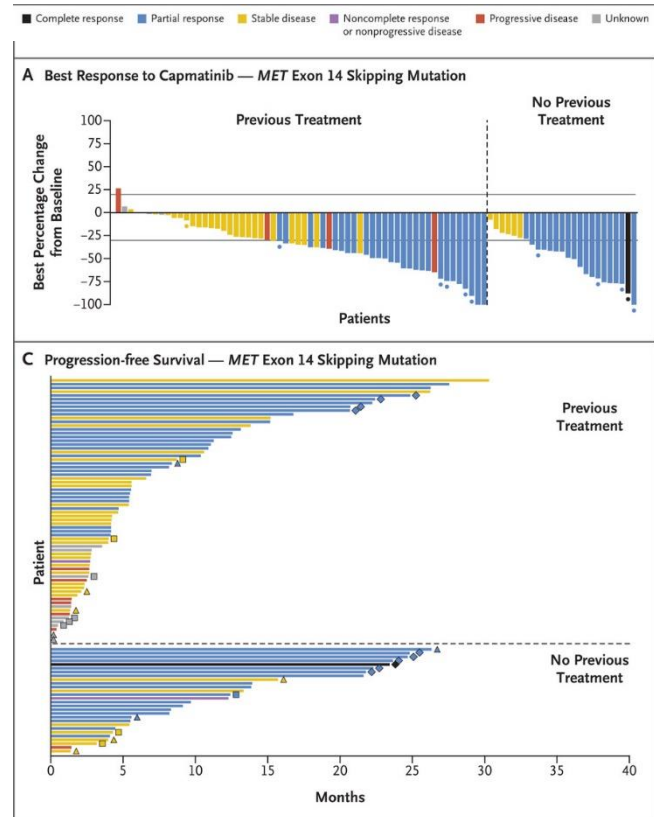 Complete response Partial response Stable disease Noncomplete response Progressive disease Unknown
or nonprogressive disease
A Best Response to Capmatinib — MET Exon 14 Skipping Mutation
Previous Treatment
No Previous
Treatment
Best Percentage Change
from Baseline
100
75
50
25
0
−25
−50
−75
−100
Patients
C Progression-free Survival — MET Exon 14 Skipping Mutation
Previous
Treatment
Patient
No Previous
Treatment
0 5 10 15 20 25 30 35 40
Months